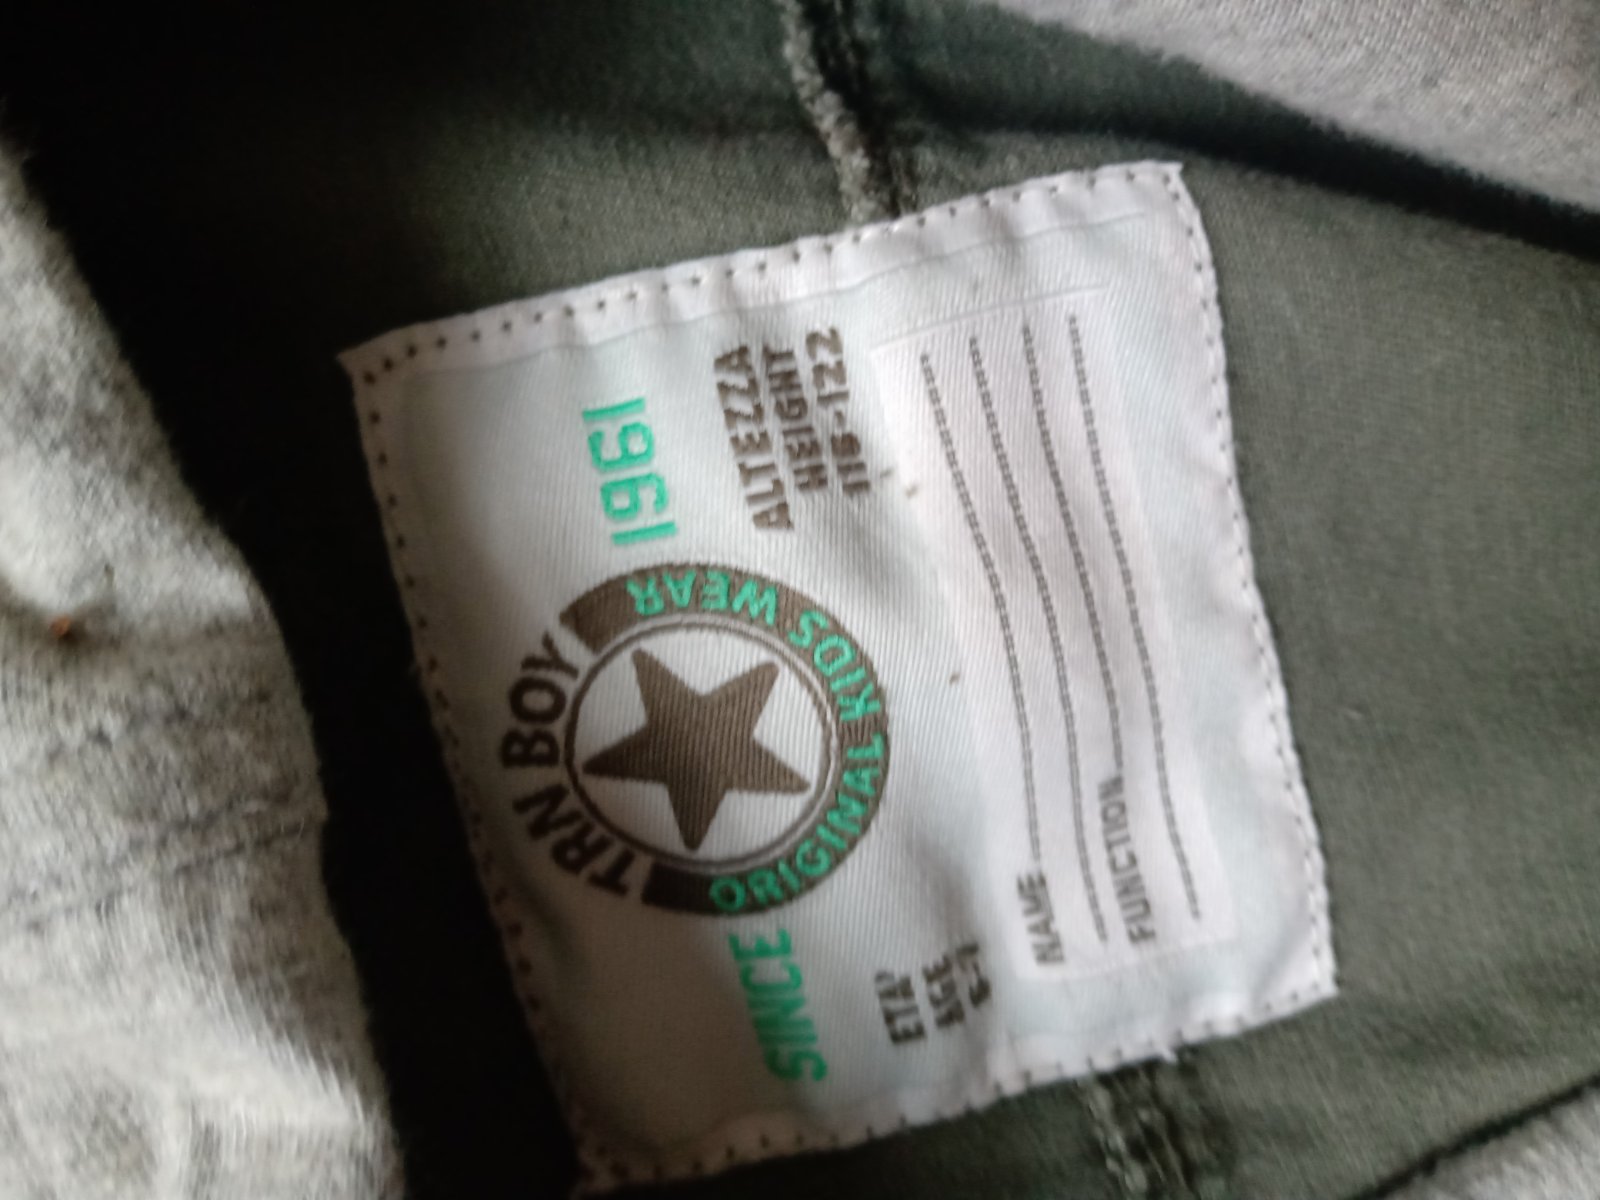 TRN BOY
SINCE
1961
ORIGINAL KIDS WEAR
ETA'
AGE
6-7
ALTEZZA
HEIGHT
116-122
NAME
FUNCTION